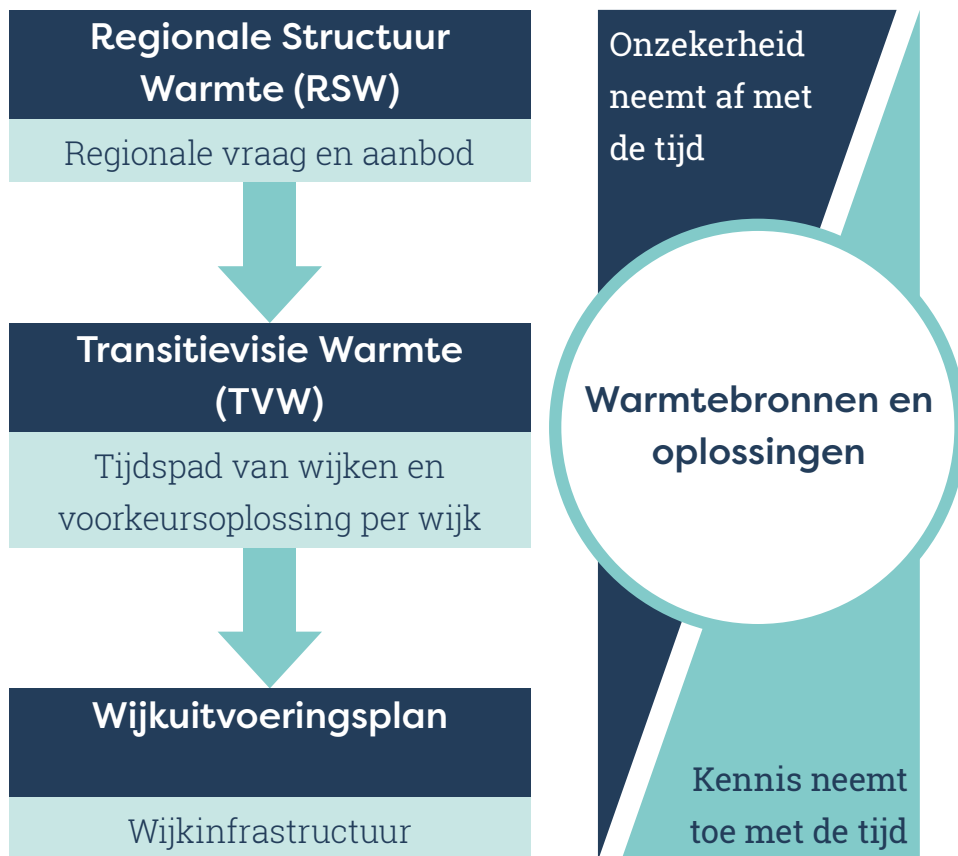 Regionale Structuur
Warmte (RSW)
Regionale vraag en aanbod
Transitievisie Warmte
(TVW)
Tijdspad van wijken en
voorkeursoplossing per wijk
Wijkuitvoeringsplan
Wijkinfrastructuur
Onzekerheid
neemt af met
de tijd
Warmtebronnen en
oplossingen
Kennis neemt
toe met de tijd